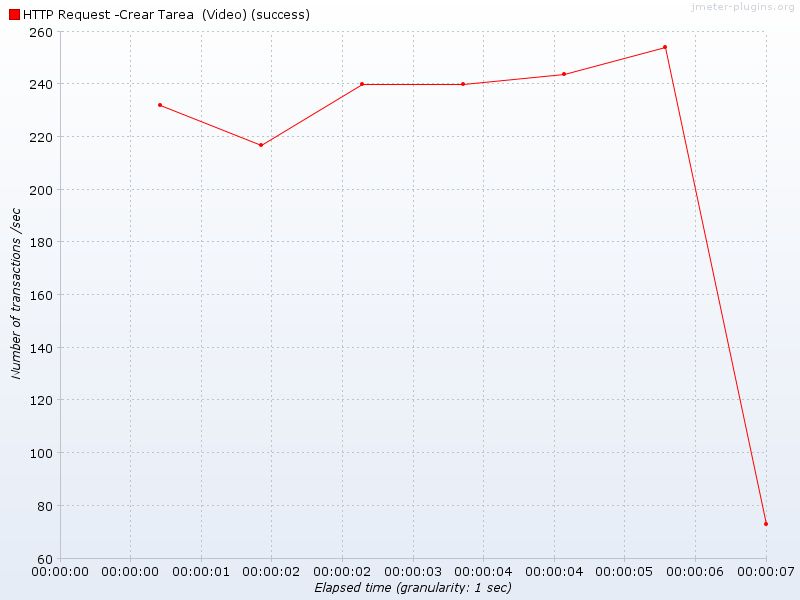 jmeter-plugins.org
HTTP Request -Crear Tarea  (Video) (success)
260
240
220
200
180
160
140
120
100
80
60
Number of transactions /sec
00:00:00 00:00:00 00:00:01 00:00:02 00:00:02 00:00:03 00:00:04 00:00:04 00:00:05 00:00:06 00:00:07
Elapsed time (granularity: 1 sec)